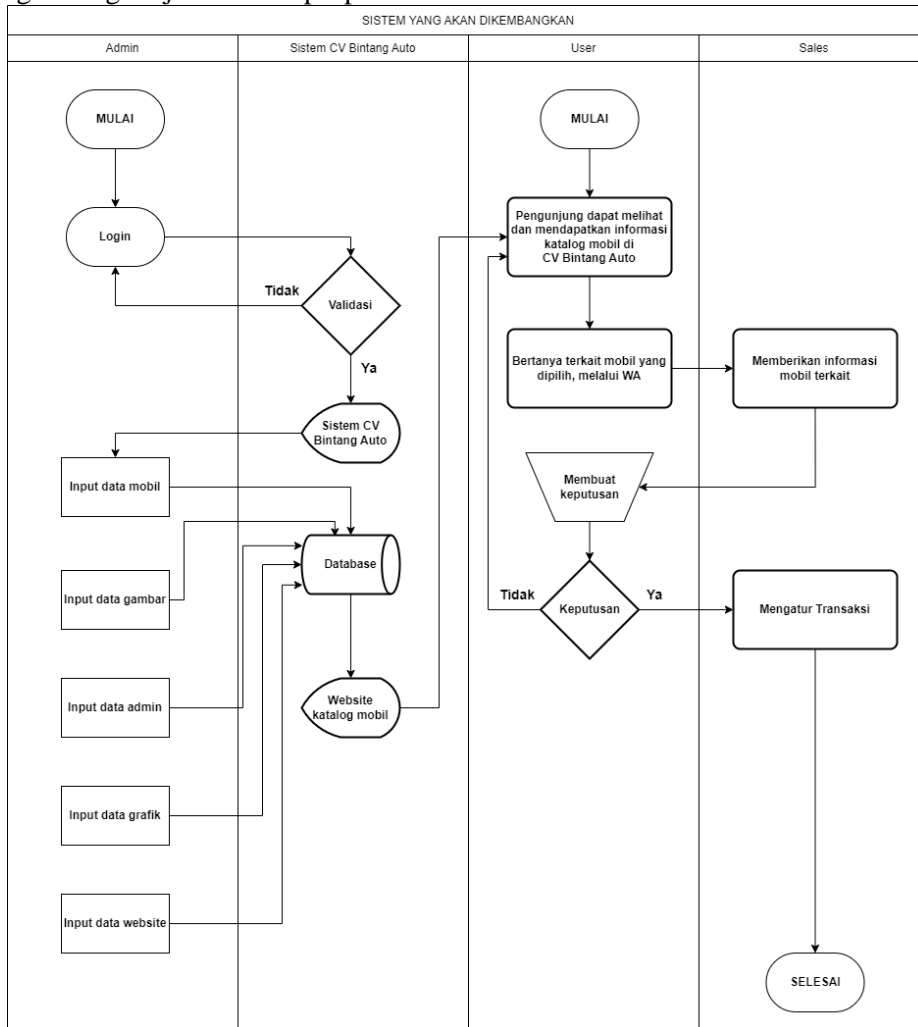 SISTEM YANG AKAN DIKEMBANGKAN
Admin
Sistem CV Bintang Auto
User
Sales
MULAI
MULAI
Login
Pengunjung dapat melihat
dan mendapatkan informasi
katalog mobil di
CV Bintang Auto
Tidak
Validasi
Ya
Bertanya terkait mobil yang
dipilih, melalui WA
Memberikan informasi
mobil terkait
Sistem CV
Bintang Auto
Input data mobil
Membuat
keputusan
Database
Input data gambar
Tidak
Keputusan
Ya
Mengatur Transaksi
Input data admin
Website
katalog mobil
Input data grafik
Input data website
SELESAI